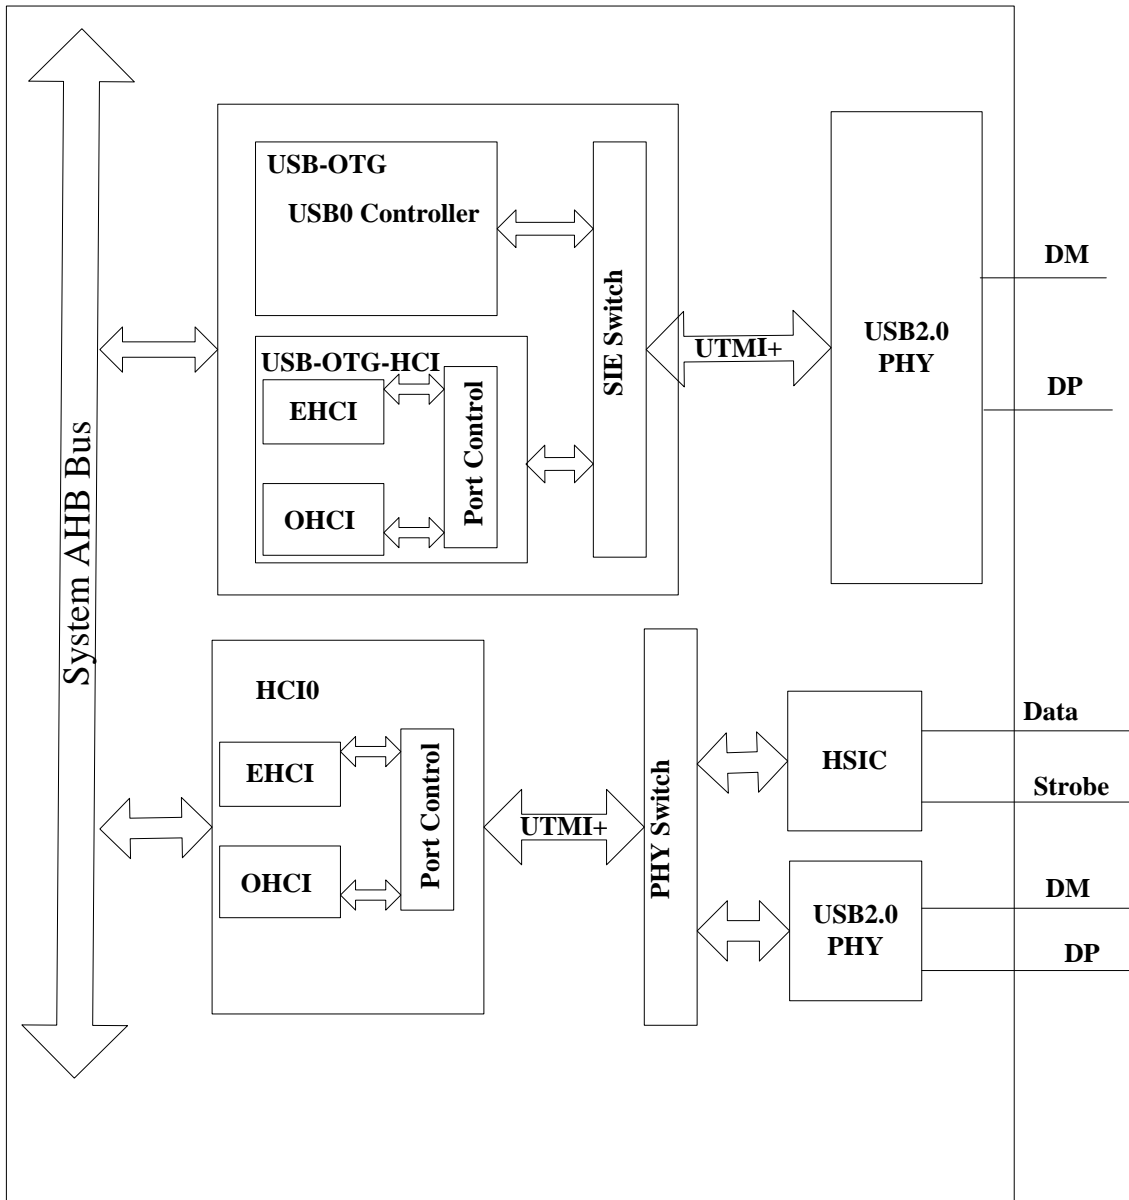 System AHB Bus
USB-OTG
USB0 Controller
USB-OTG-HCI
EHCI
OHCI
Port Control
SIE Switch
UTMI+
USB2.0
PHY
DM
DP
HCI0
EHCI
OHCI
Port Control
UTMI+
PHY Switch
HSIC
Data
Strobe
USB2.0
PHY
DM
DP